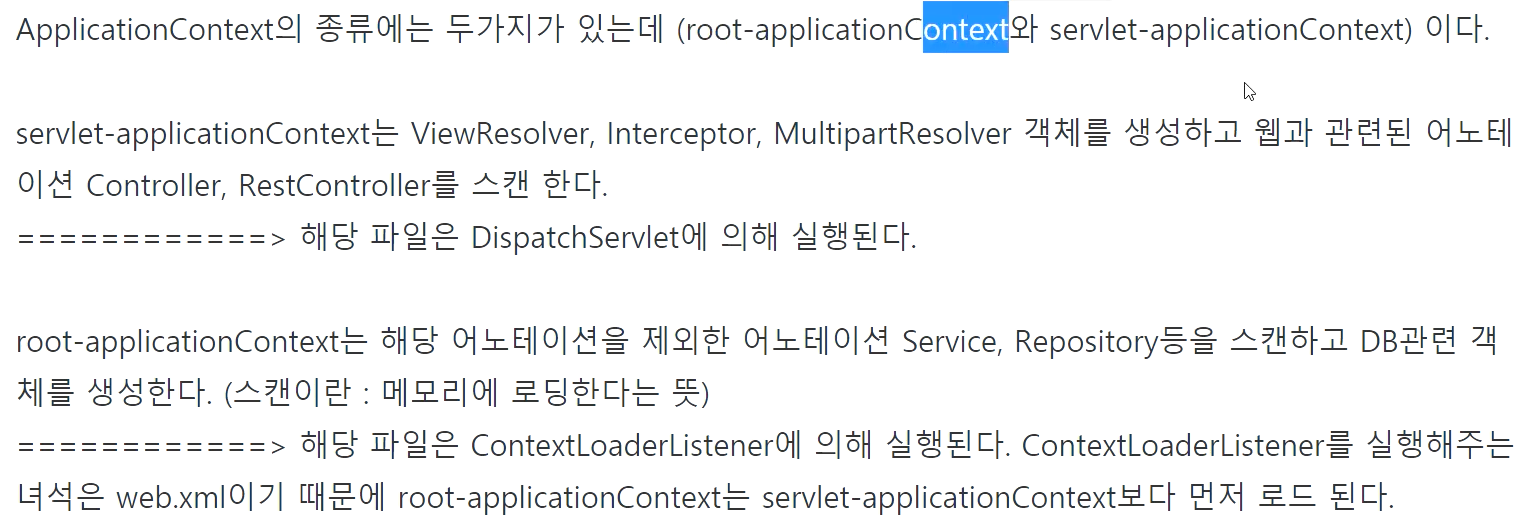 ApplicationContext의 종류에는 두가지가 있는데 (root-applicationContext와 servlet-applicationContext) 이다.
servlet-applicationContext는 ViewResolver, Interceptor, MultipartResolver 객체를 생성하고 웹과 관련된 어노테
이션 Controller, RestController를 스캔 한다.
============> 해당 파일은 DispatchServlet에 의해 실행된다.
root-applicationContext는 해당 어노테이션을 제외한 어노테이션 Service, Repository등을 스캔하고 DB관련 객
체를 생성한다. (스캔이란 : 메모리에 로딩한다는 뜻)
============> 해당 파일은 ContextLoaderListener에 의해 실행된다. ContextLoaderListener를 실행해주는
녀석은 web.xml이기 때문에 root-applicationContext는 servlet-applicationContext보다 먼저 로드 된다.